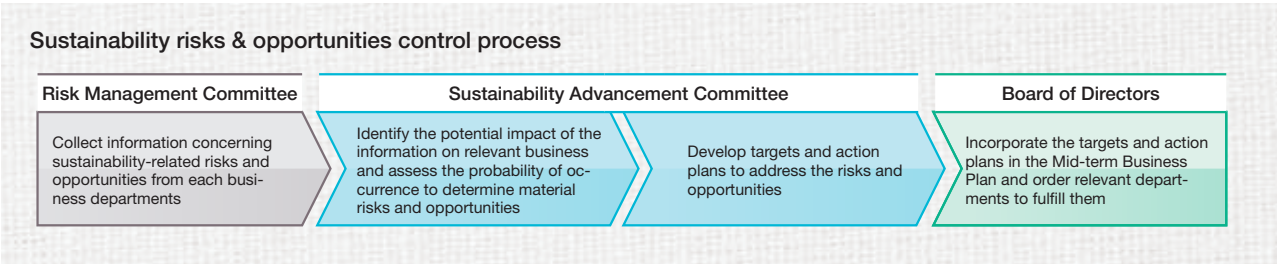 Sustainability risks & opportunities control process
Risk Management Committee
Collect information concerning
sustainability-related risks and
opportunities from each busi-
ness departments
Sustainability Advancement Committee
Identify the potential impact of the
information on relevant business
and assess the probability of oc-
currence to determine material
risks and opportunities
Develop targets and action
plans to address the risks and
opportunities
Board of Directors
Incorporate the targets and action
plans in the Mid-term Business
Plan and order relevant depart-
ments to fulfill them